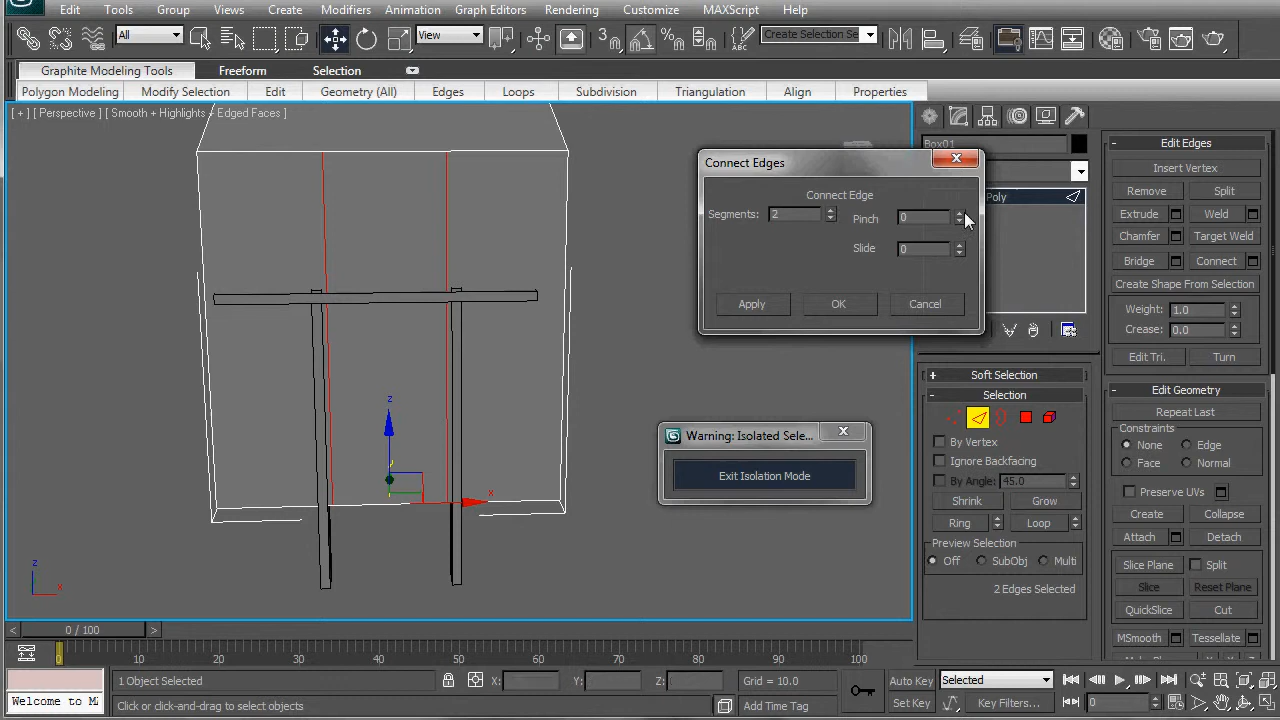 Edit Tools Group Views Create Modifiers Animation Graph Editors Rendering Customize MAXScript Help
All View 3 Create Selection Se
Graphite Modeling Tools Freeform Selection
Polygon Modeling Modify Selection Edit Geometry (All) Edges Loops Subdivision Triangulation Align Properties
[ + ] [ Perspective ] [ Smooth + Highlights + Edged Faces ]
Connect Edges
Connect Edge
Segments: 2
Pinch 0
Slide 0
Apply OK Cancel
Warning: Isolated Sele...
Exit Isolation Mode
z
x
z
x
Box01
Poly
Soft Selection
Selection
By Vertex
Ignore Backfacing
By Angle: 45.0
Shrink Grow
Ring Loop
Preview Selection
Off SubObj Multi
2 Edges Selected
Edit Edges
Insert Vertex
Remove Split
Extrude Weld
Chamfer Target Weld
Bridge Connect
Create Shape From Selection
Weight: 1.0
Crease: 0.0
Edit Tri. Turn
Edit Geometry
Repeat Last
Constraints
None Edge
Face Normal
Preserve UVs
Create Collapse
Attach Detach
Slice Plane Split
Slice Reset Plane
QuickSlice Cut
MSmooth Tessellate
< 0 / 100 >
0 10 20 30 40 50 60 70 80 90 100
1 Object Selected X: Y: Z: Grid = 10.0 Auto Key Selected
Welcome to M Click or click-and-drag to select objects Add Time Tag Set Key Key Filters... 0